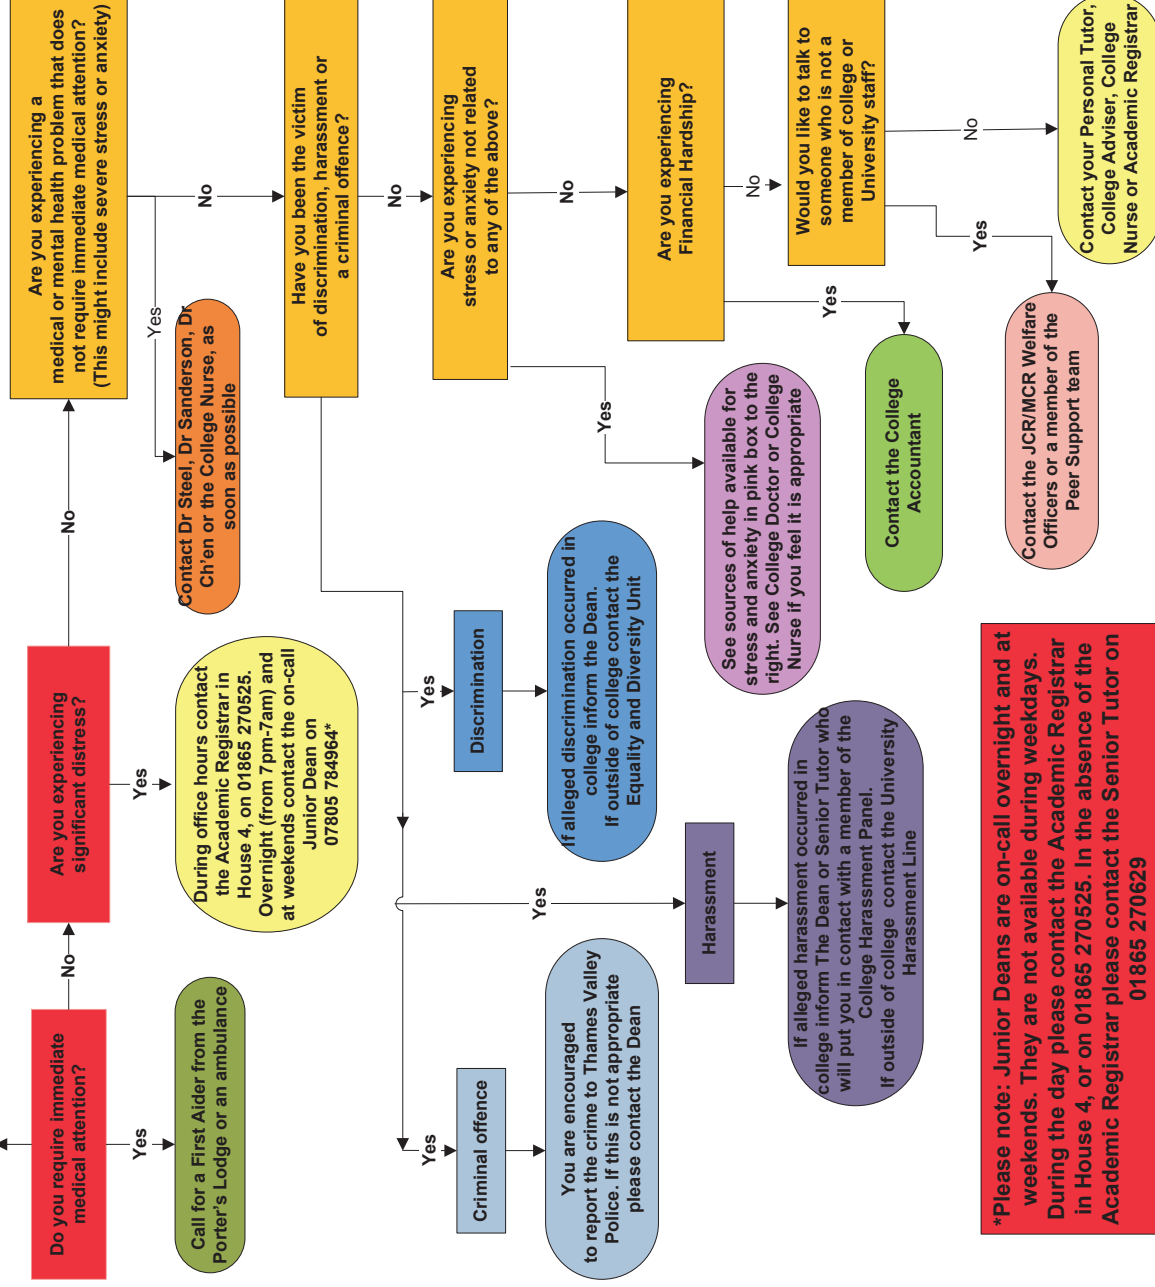 Do you require immediate
medical attention?
Yes
Call for a First Aider from the
Porter's Lodge or an ambulance
No
Are you experiencing
significant distress?
Yes
During office hours contact
the Academic Registrar in
House 4, on 01865 270525.
Overnight (from 7pm-7am) and
at weekends contact the on-call
Junior Dean on
07805 784964*
No
Are you experiencing a
medical or mental health problem that does
not require immediate medical attention?
(This might include severe stress or anxiety)
Yes
Contact Dr Steel, Dr Sanderson, Dr
Ch'en or the College Nurse, as
soon as possible
No
Have you been the victim
of discrimination, harassment or
a criminal offence?
Yes
Criminal offence
You are encouraged
to report the crime to Thames Valley
Police. If this is not appropriate
please contact the Dean
Yes
Harassment
If alleged harassment occurred in
college inform The Dean or Senior Tutor who
will put you in contact with a member of the
College Harassment Panel.
If outside of college contact the University
Harassment Line
Yes
Discrimination
If alleged discrimination occurred in
college inform the Dean.
If outside of college contact the
Equality and Diversity Unit
No
Are you experiencing
stress or anxiety not related
to any of the above?
Yes
See sources of help available for
stress and anxiety in pink box to the
right. See College Doctor or College
Nurse if you feel it is appropriate
No
Are you experiencing
Financial Hardship?
Yes
Contact the College
Accountant
No
Would you like to talk to
someone who is not a
member of college or
University staff?
Yes
Contact the JCR/MCR Welfare
Officers or a member of the
Peer Support team
No
Contact your Personal Tutor,
College Adviser, College
Nurse or Academic Registrar
*Please note: Junior Deans are on-call overnight and at
weekends. They are not available during weekdays.
During the day please contact the Academic Registrar
in House 4, or on 01865 270525. In the absence of the
Academic Registrar please contact the Senior Tutor on
01865 270629